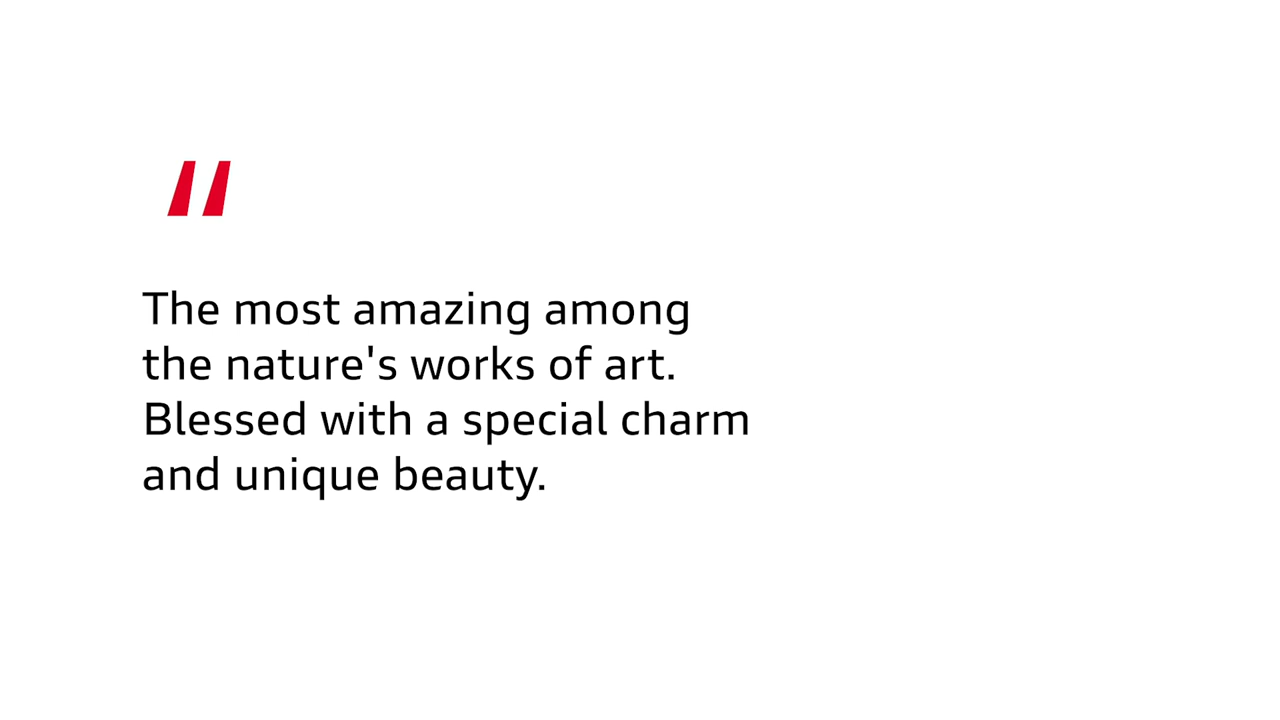 "
The most amazing among
the nature's works of art.
Blessed with a special charm
and unique beauty.